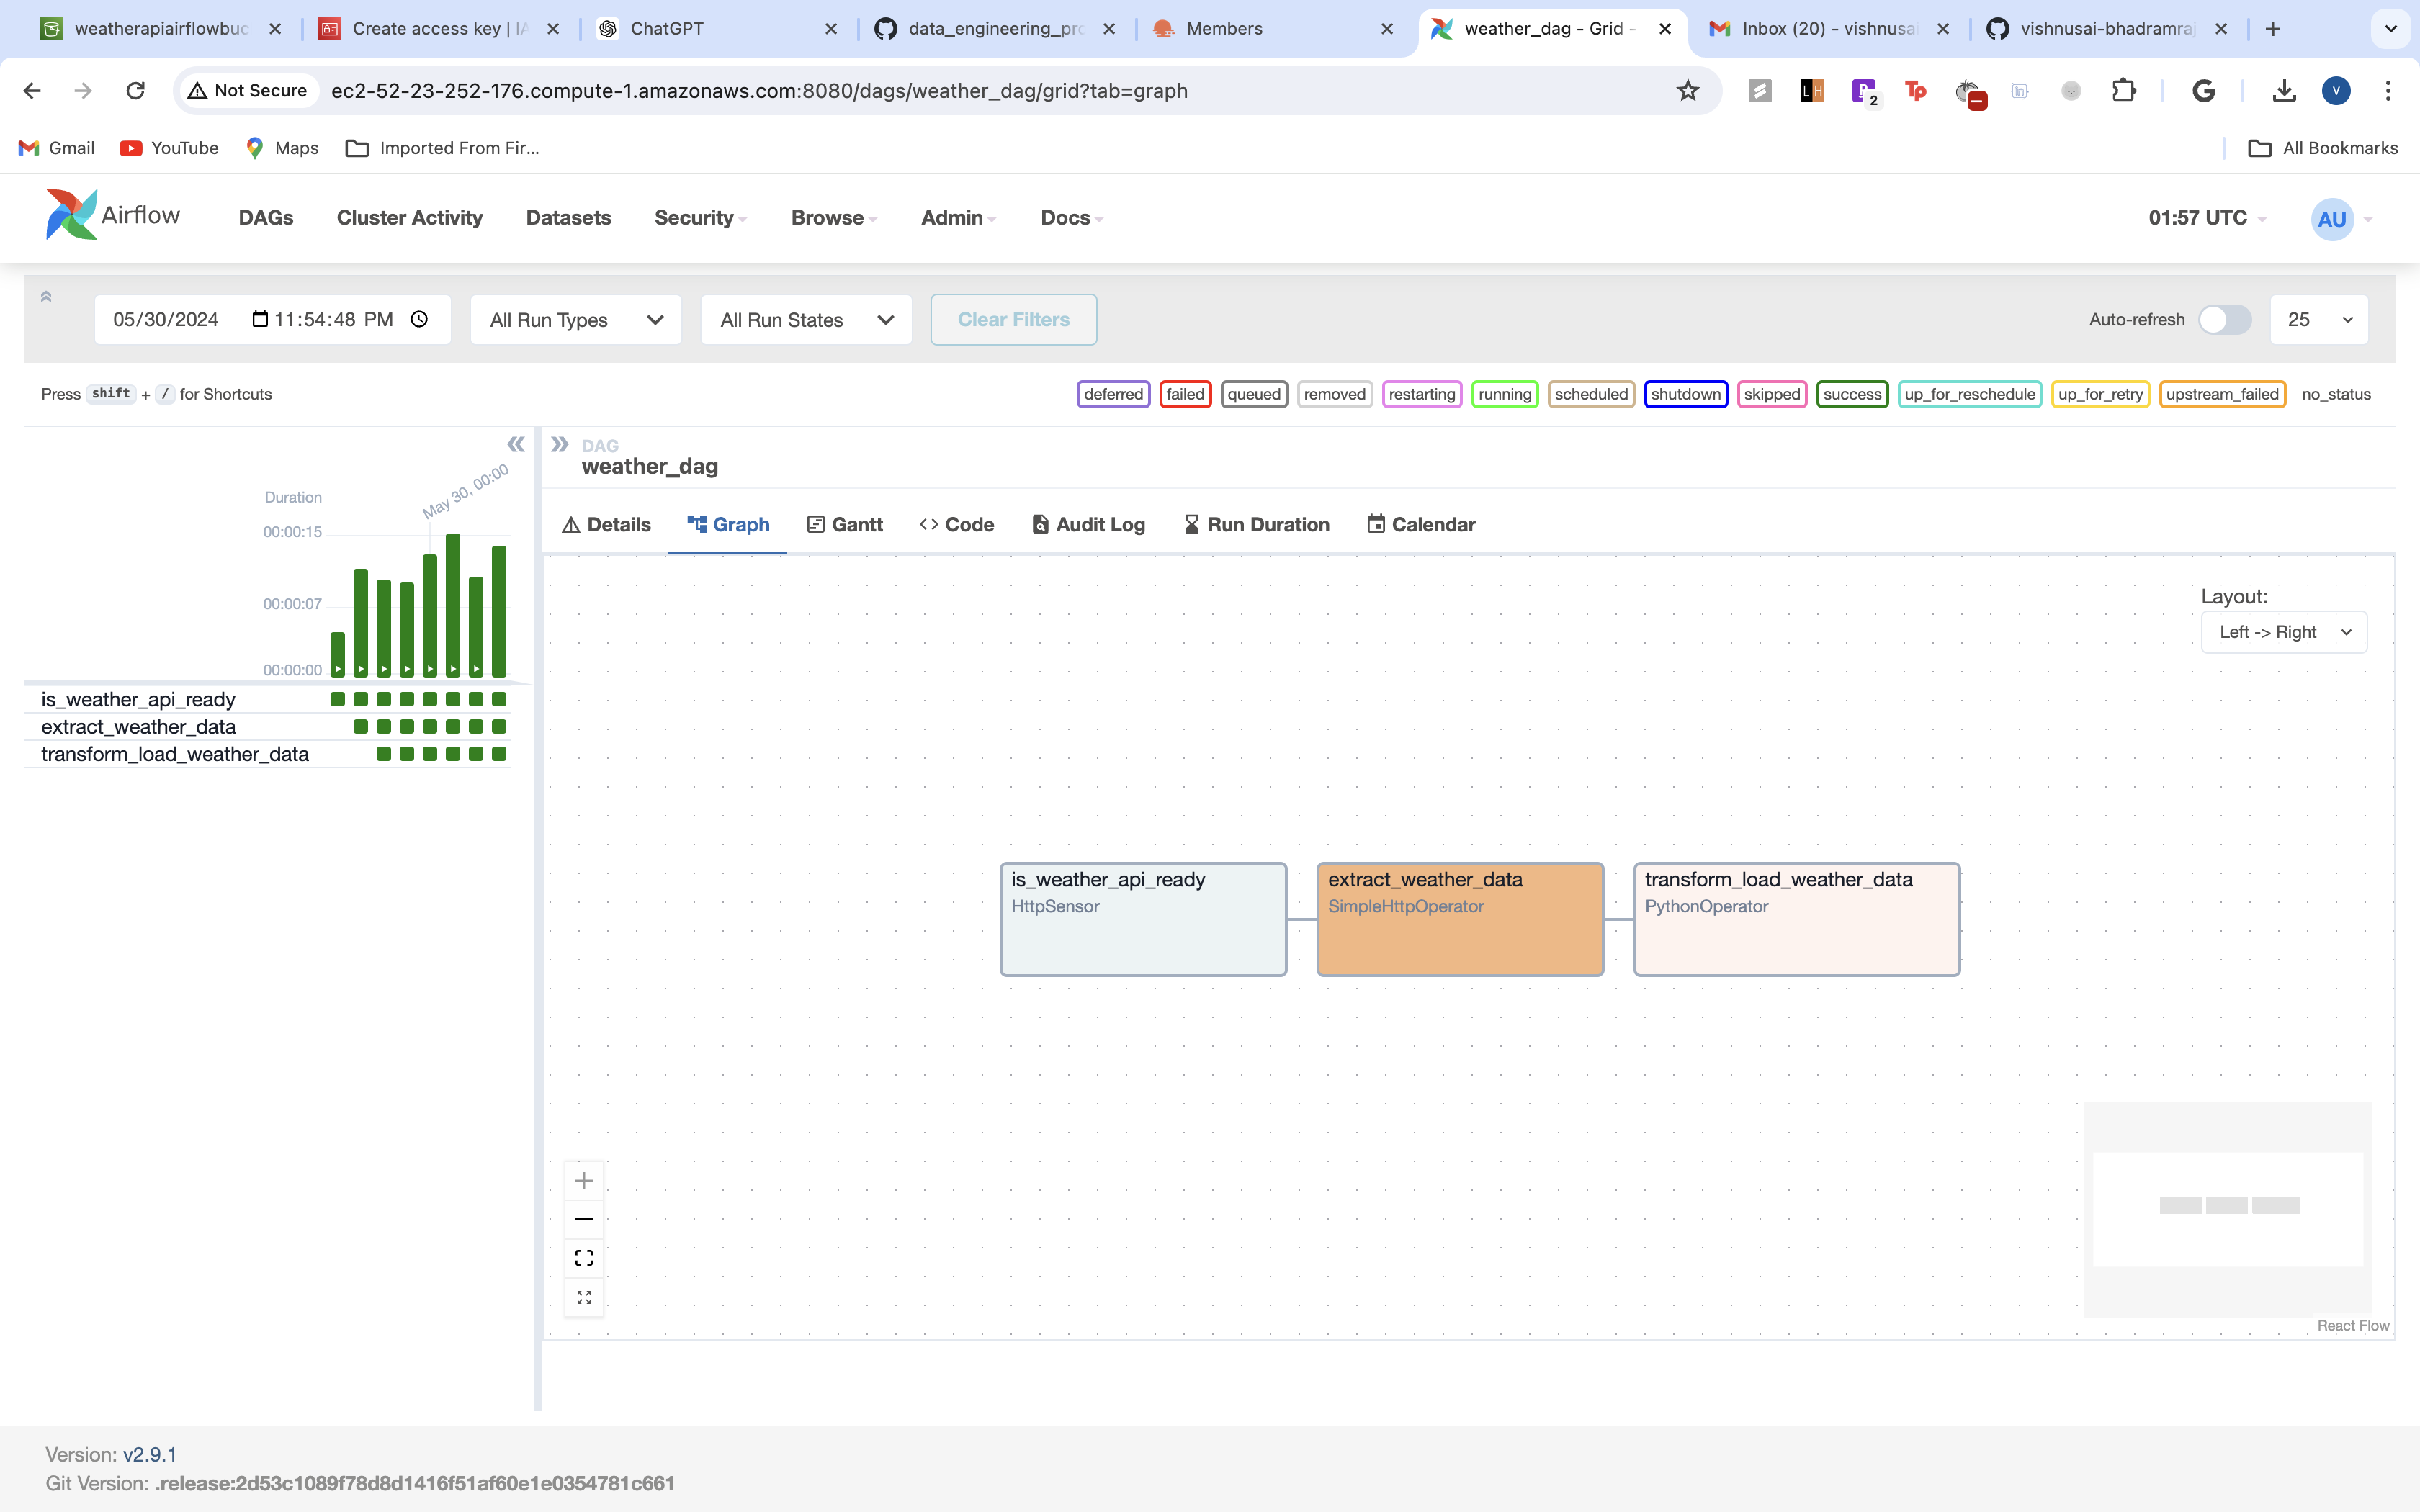 weatherapiairflowbuc
Create access key | IA
ChatGPT
data_engineering_pro
Members
weather_dag - Grid -
Inbox (20) - vishnusai
vishnusai-bhadramraj
Not Secure
ec2-52-23-252-176.compute-1.amazonaws.com:8080/dags/weather_dag/grid?tab=graph
LH
2
Tp
V
Gmail
YouTube
Maps
Imported From Fir...
All Bookmarks
Airflow
DAGs
Cluster Activity
Datasets
Security
Browse
Admin
Docs
01:57 UTC
AU
05/30/2024
11:54:48 PM
All Run Types
All Run States
Clear Filters
Auto-refresh
25
Press shift + / for Shortcuts
deferred
failed
queued
removed
restarting
running
scheduled
shutdown
skipped
success
up_for_reschedule
up_for_retry
upstream_failed
no_status
Duration
May 30, 00:00
00:00:15
00:00:07
00:00:00
is_weather_api_ready
extract_weather_data
transform_load_weather_data
DAG
weather_dag
Details
Graph
Gantt
Code
Audit Log
Run Duration
Calendar
Layout:
Left -> Right
is_weather_api_ready
HttpSensor
extract_weather_data
SimpleHttpOperator
transform_load_weather_data
PythonOperator
React Flow
Version: v2.9.1
Git Version: .release:2d53c1089f78d8d1416f51af60e1e0354781c661